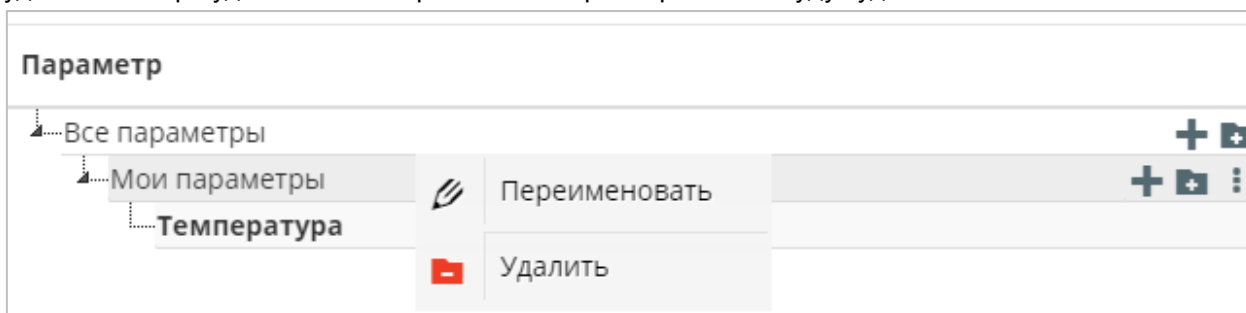 Параметр
Все параметры
Мои параметры
Переименовать
Температура
Удалить